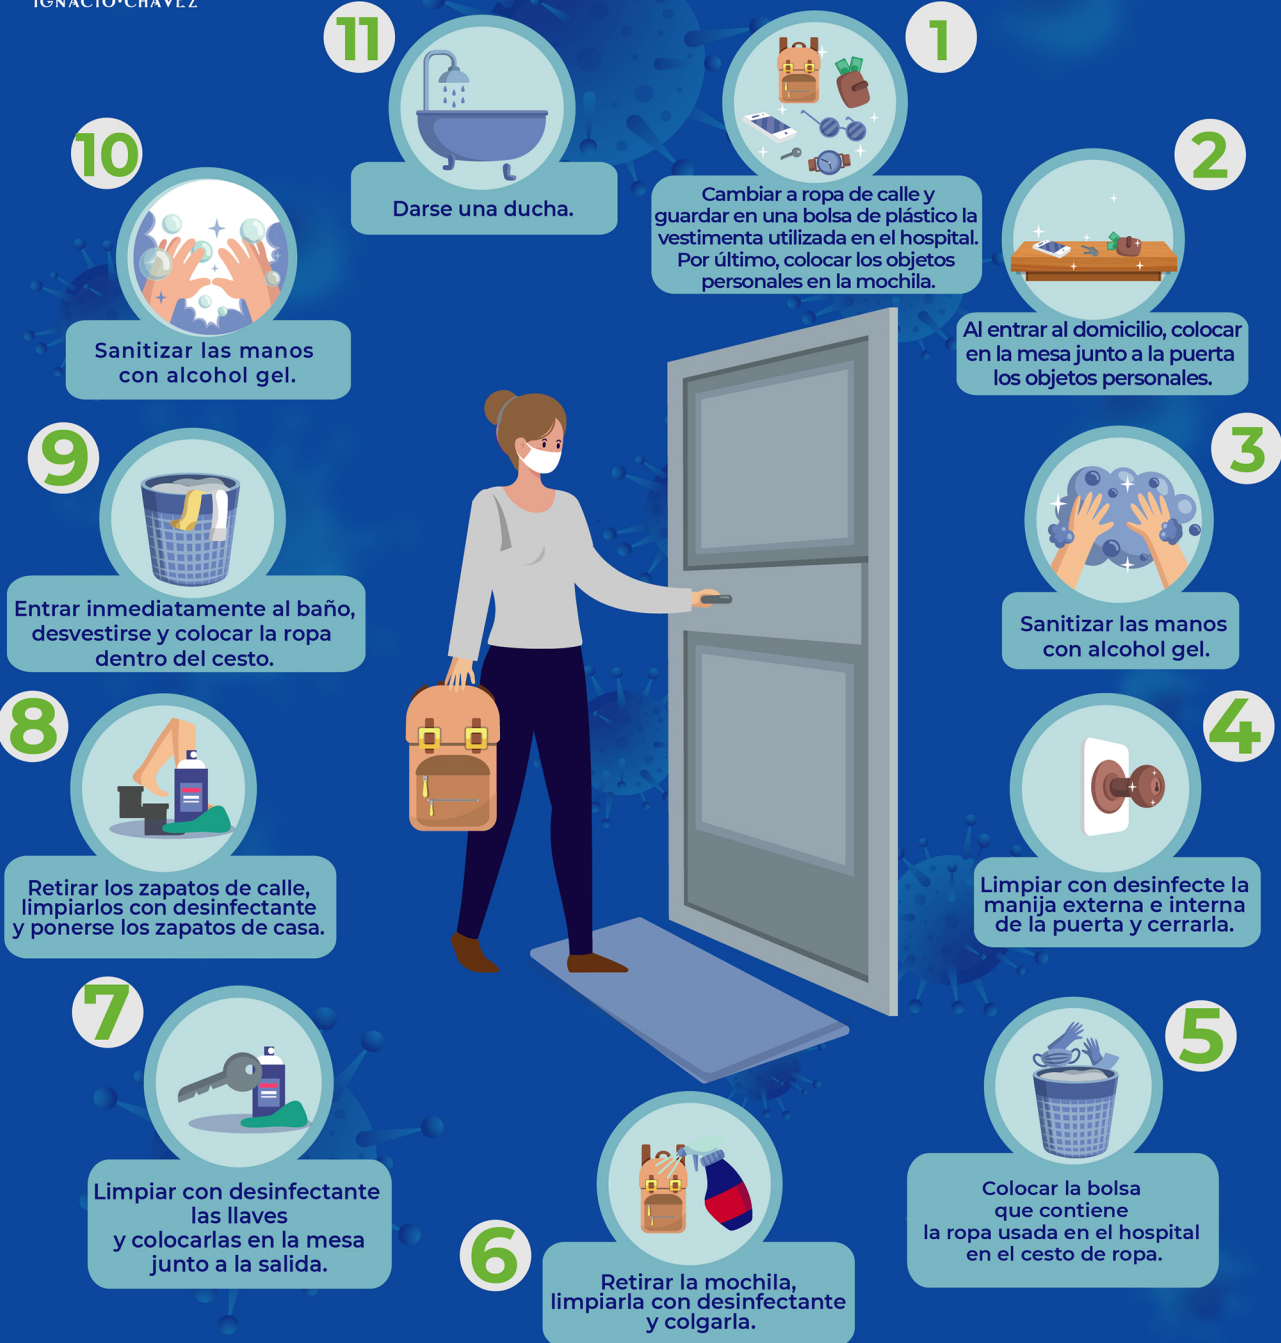 IGNACIO·CHÁVEZ
1
Cambiar a ropa de calle y
guardar en una bolsa de plástico la
vestimenta utilizada en el hospital.
Por último, colocar los objetos
personales en la mochila.
2
Al entrar al domicilio, colocar
en la mesa junto a la puerta
los objetos personales.
3
Sanitizar las manos
con alcohol gel.
4
Limpiar con desinfecte la
manija externa e interna
de la puerta y cerrarla.
5
Colocar la bolsa
que contiene
la ropa usada en el hospital
en el cesto de ropa.
6
Retirar la mochila,
limpiarla con desinfectante
y colgarla.
7
Limpiar con desinfectante
las llaves
y colocarlas en la mesa
junto a la salida.
8
Retirar los zapatos de calle,
limpiarlos con desinfectante
y ponerse los zapatos de casa.
9
Entrar inmediatamente al baño,
desvestirse y colocar la ropa
dentro del cesto.
10
Sanitizar las manos
con alcohol gel.
11
Darse una ducha.